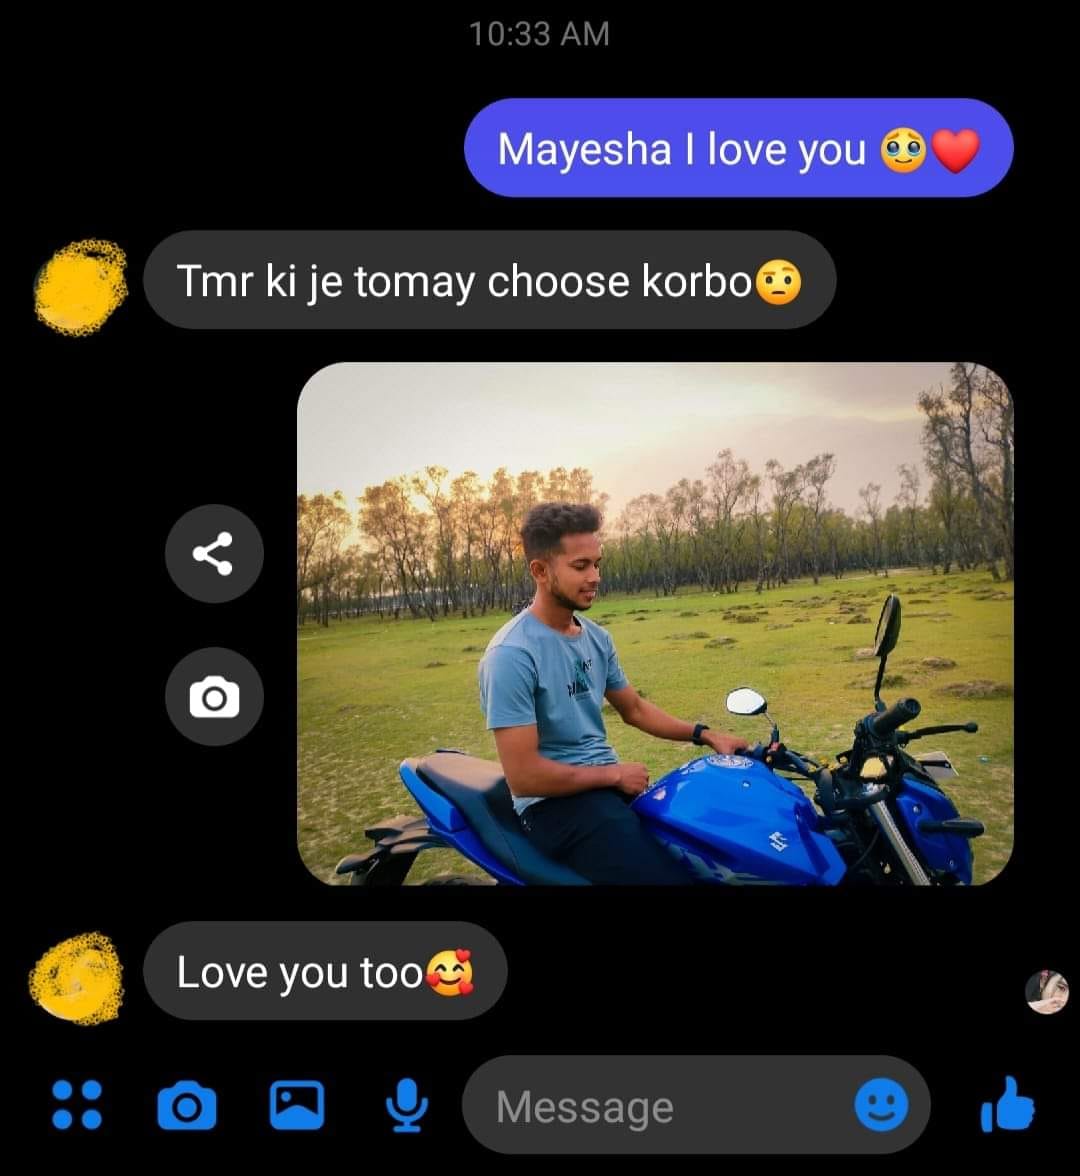 10:33 AM
Mayesha I love you 🥹❤️
Tmr ki je tomay choose korbo🤨
Love you too🥰
Message